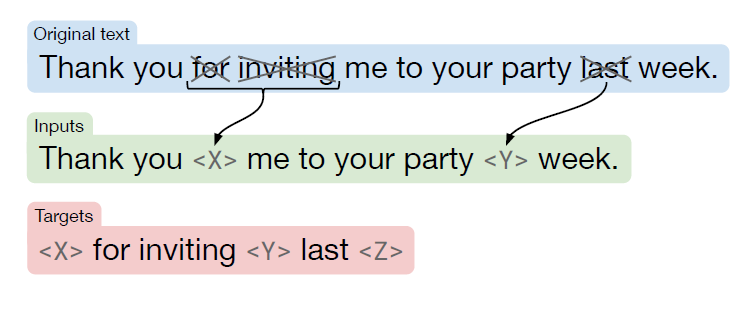 Original text
Thank you for inviting me to your party last week.
Inputs
Thank you <X> me to your party <Y> week.
Targets
<X> for inviting <Y> last <Z>